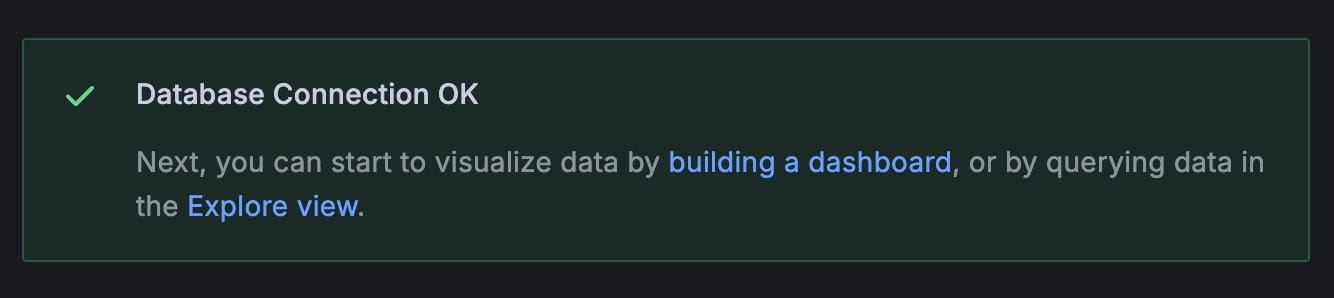 Database Connection OK
Next, you can start to visualize data by building a dashboard, or by querying data in
the Explore view.